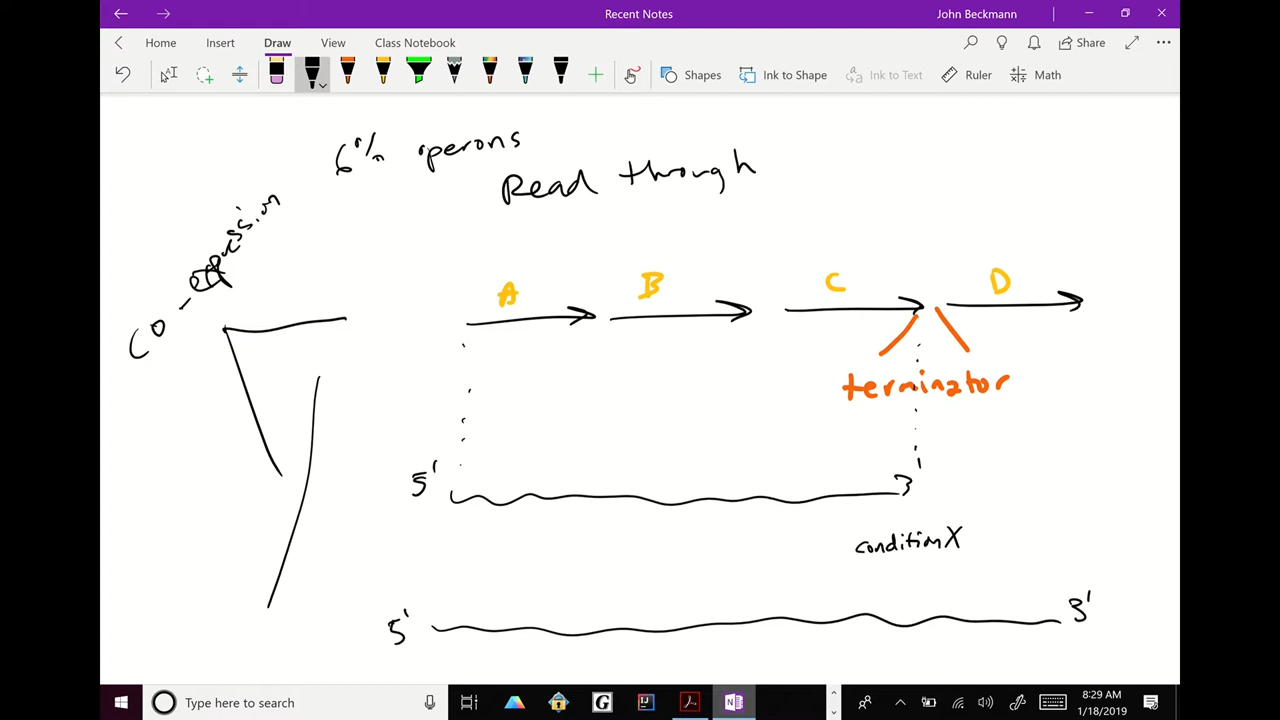 Recent Notes
John Beckmann
Home Insert Draw View Class Notebook
Share
Shapes Ink to Shape Ink to Text Ruler Math
6% operons
Read through
Co-expression
A B C D
terminator
5' 3'
condition X
5' 3'
Type here to search
8:29 AM
1/18/2019